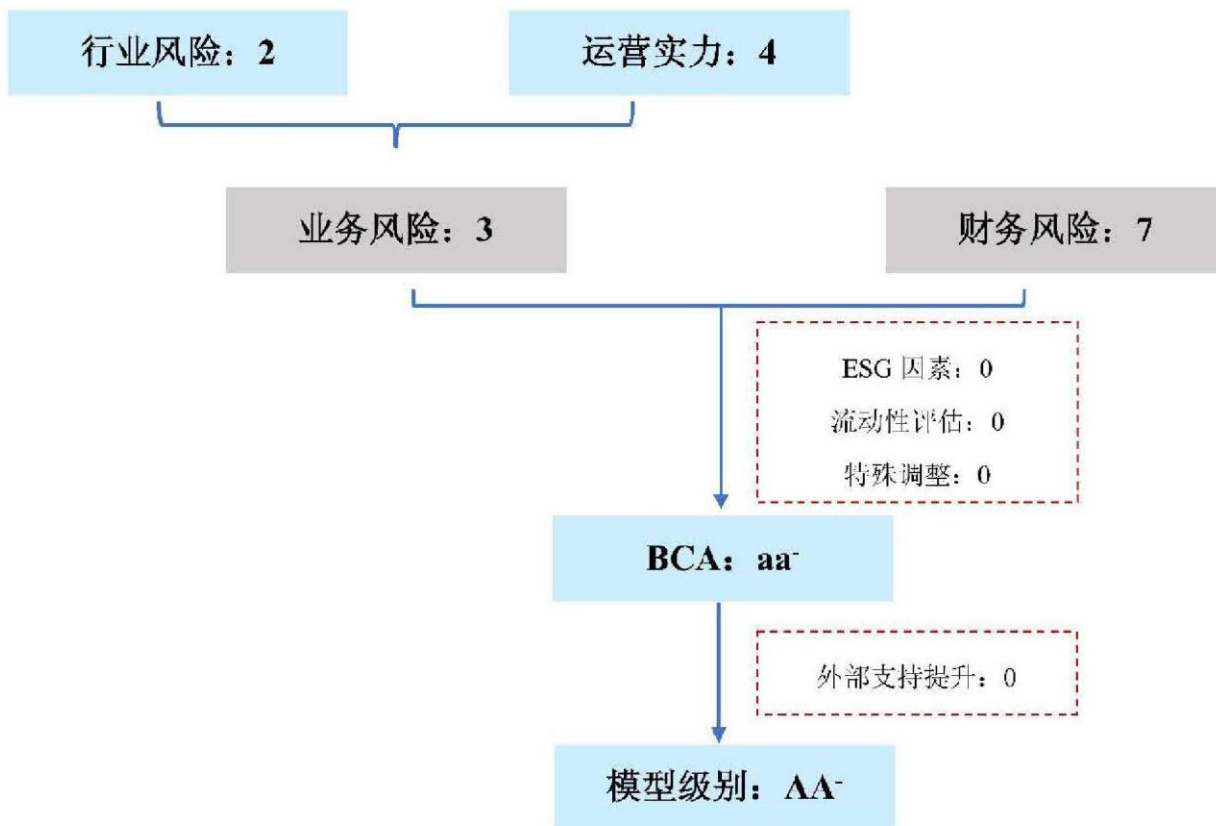 行业风险：2
运营实力：4
业务风险：3
财务风险：7
ESG 因素：0
流动性评估：0
特殊调整：0
BCA：aa⁻
外部支持提升：0
模型级别：AA⁻